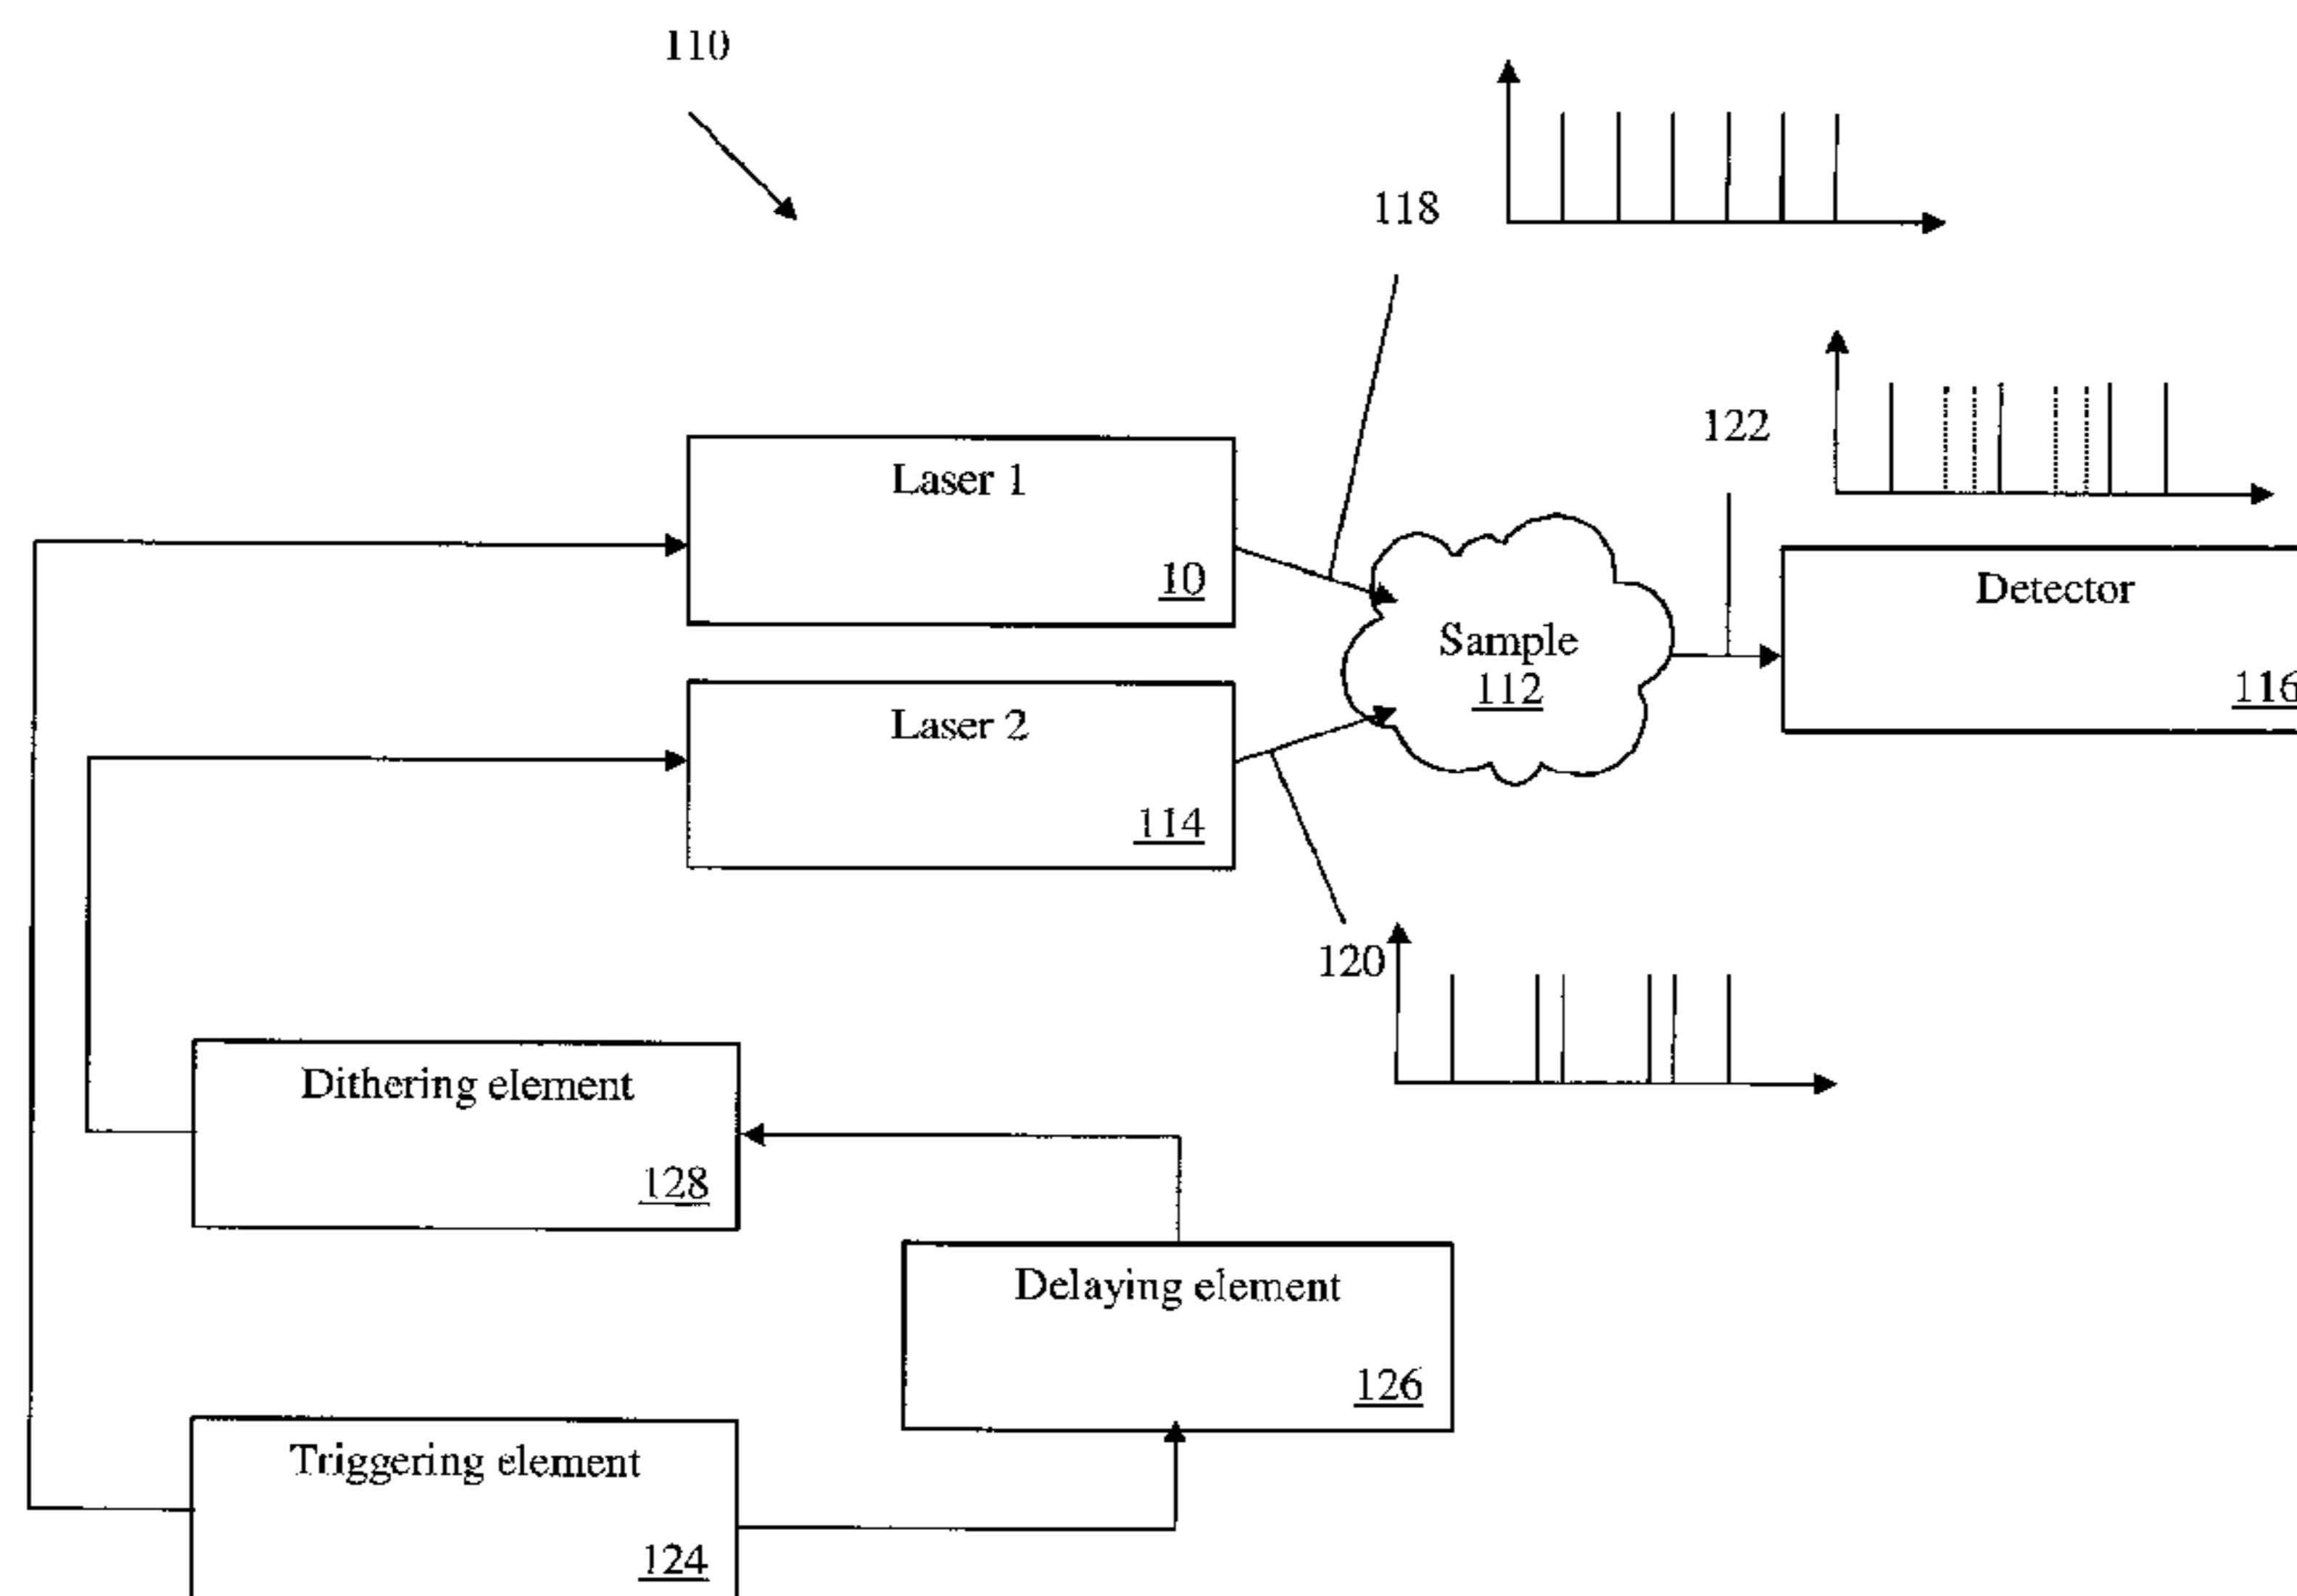 110
118
122
Laser 1
10
Detector
116
Sample
112
Laser 2
114
120
Dithering element
128
Delaying element
126
Triggering element
124